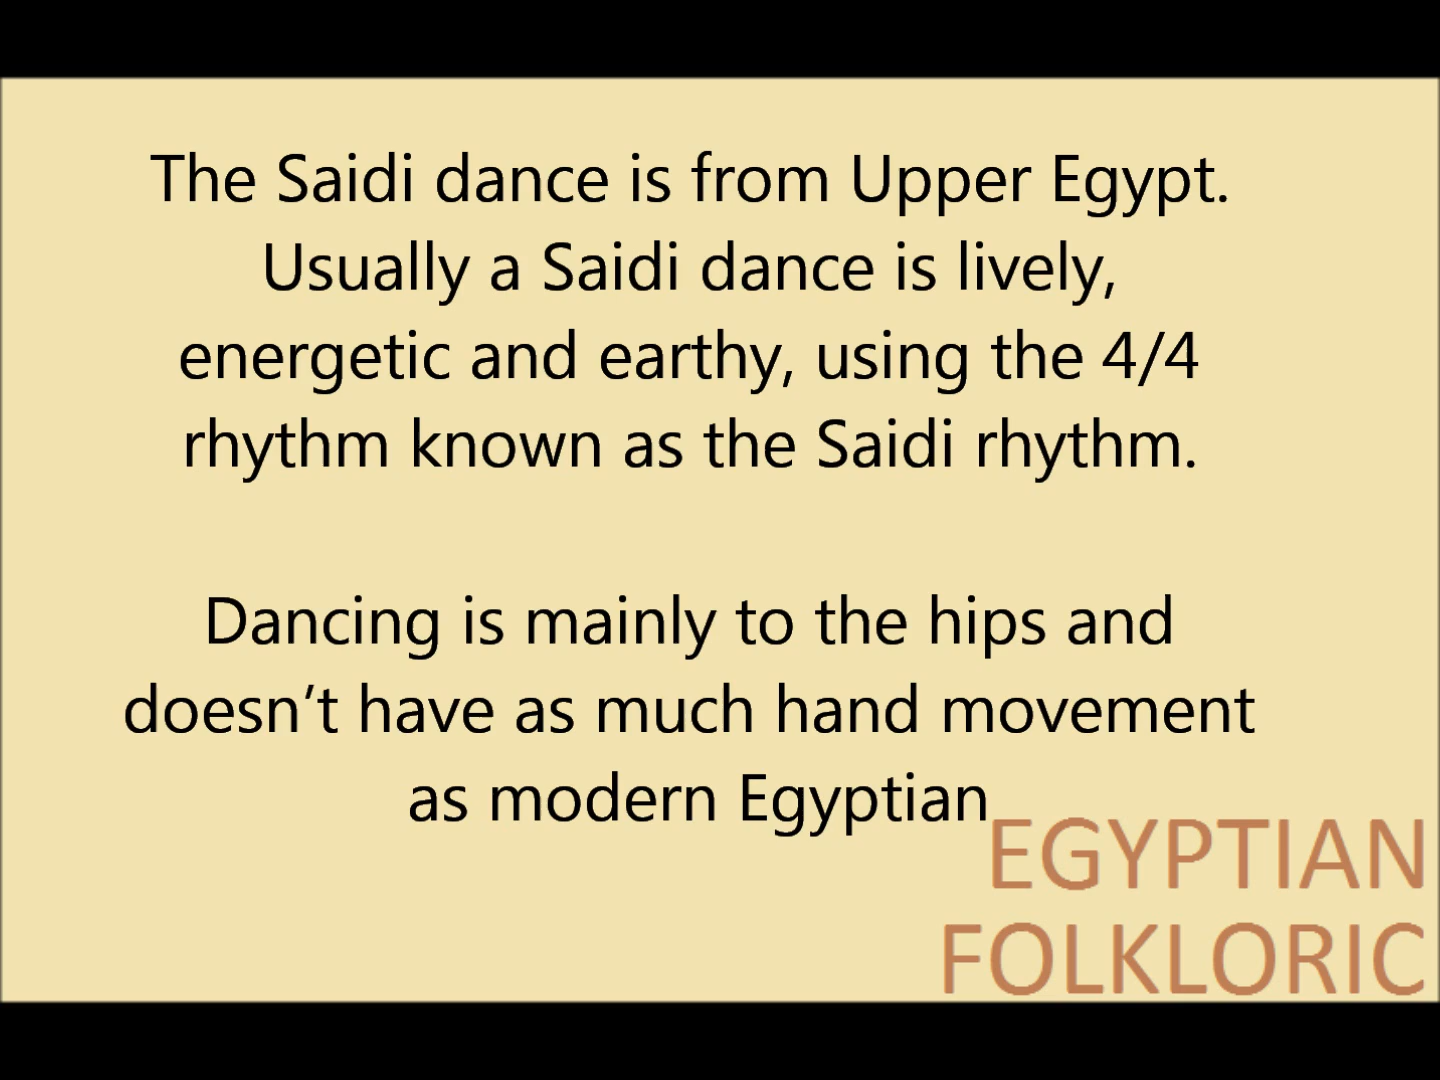 The Saidi dance is from Upper Egypt.
Usually a Saidi dance is lively,
energetic and earthy, using the 4/4
rhythm known as the Saidi rhythm.
Dancing is mainly to the hips and
doesn’t have as much hand movement
as modern Egyptian
EGYPTIAN
FOLKLORIC